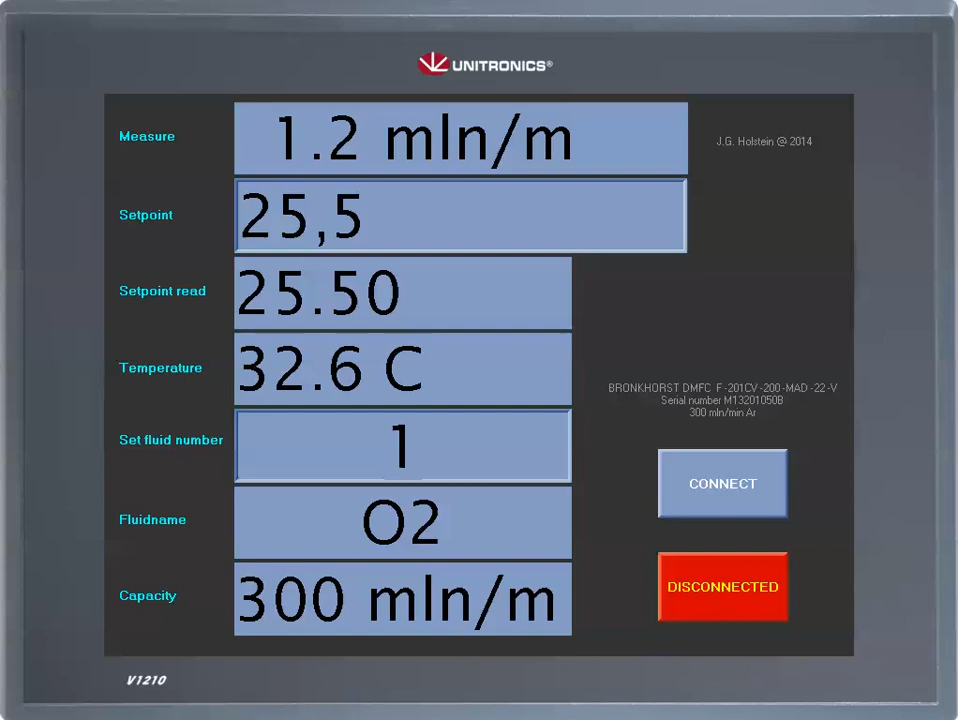 UNITRONICS®
Measure
1.2 mln/m
J.G. Holstein @ 2014
Setpoint
25,5
Setpoint read
25.50
Temperature
32.6 C
BRONKHORST DMFC F-201CV-200-MAD-22-V
Serial number M13201050B
300 mln/min Ar
Set fluid number
1
CONNECT
Fluidname
O2
DISCONNECTED
Capacity
300 mln/m
V1210